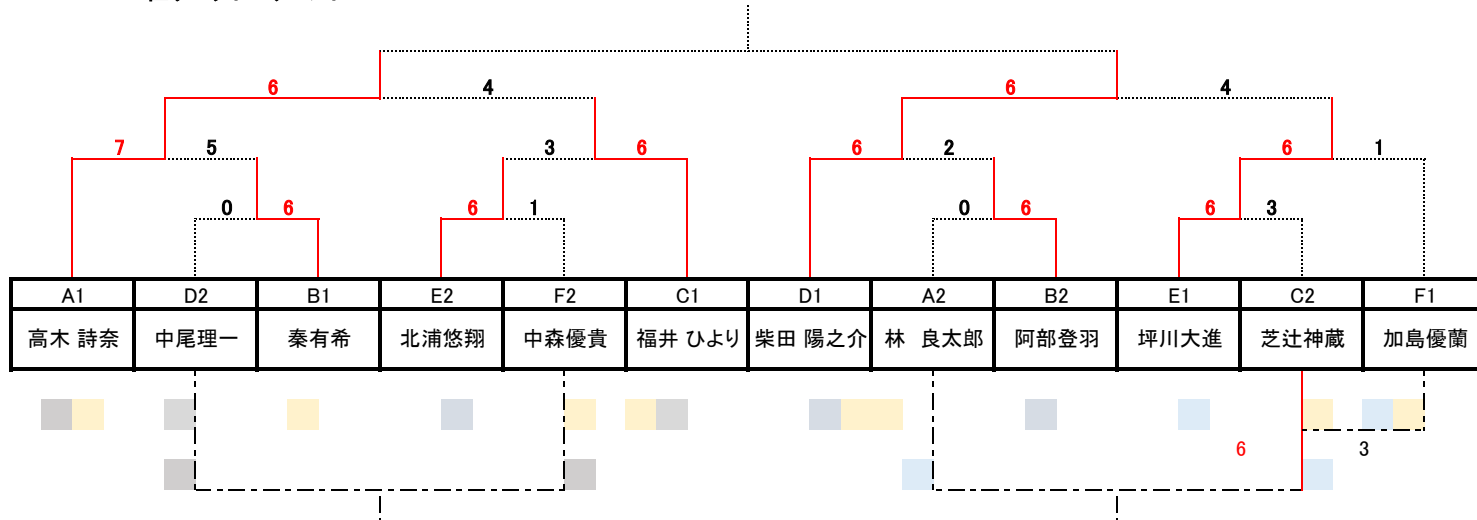 6 4 6 4
7 5 3 6 6 2 6 1
0 6 6 1 0 6 6 3
A1 D2 B1 E2 F2 C1 D1 A2 B2 E1 C2 F1
高木 詩奈 中尾理一 秦有希 北浦悠翔 中森優貴 福井 ひより 柴田 陽之介 林　良太郎 阿部登羽 坪川大進 芝辻神蔵 加島優蘭
6 3